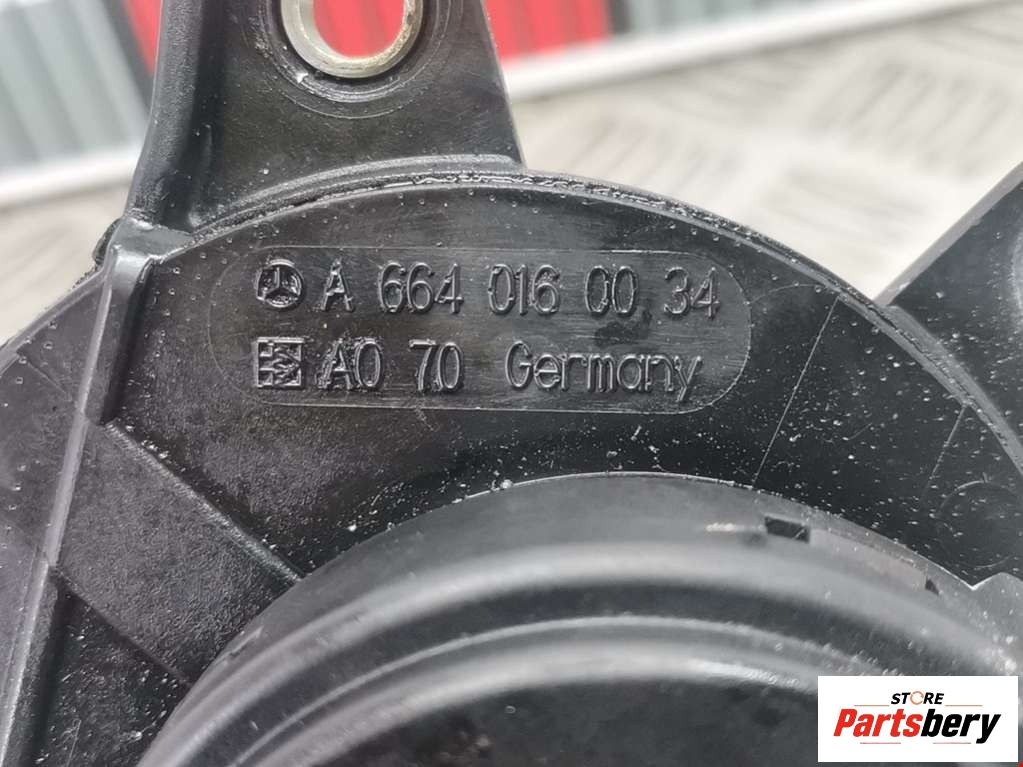 A 664 016 00 34
A0 70 Germany
STORE
Partsbery